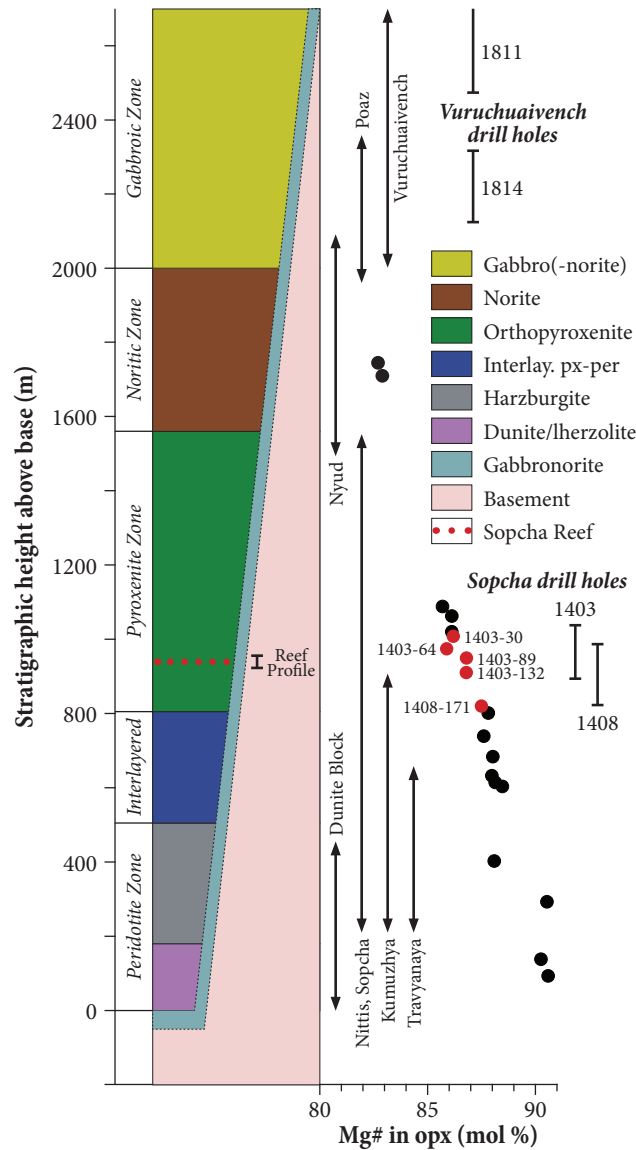 Stratigraphic height above base (m)
2400
2000
1600
1200
800
400
0
Gabbroic Zone
Noritic Zone
Pyroxenite Zone
Interlayered
Peridotite Zone
Reef
Profile
Poaz
Vuruchuaivench
Nyud
Dunite Block
Nittis, Sopcha
Kumuzhya
Travyanaya
1811
Vuruchuaivench
drill holes
1814
Gabbro(-norite)
Norite
Orthopyroxenite
Interlay. px-per
Harzburgite
Dunite/lherzolite
Gabbronorite
Basement
Sopcha Reef
Sopcha drill holes
1403
1403-30
1403-64
1403-89
1403-132
1408-171
1408
80
85
90
Mg# in opx (mol %)